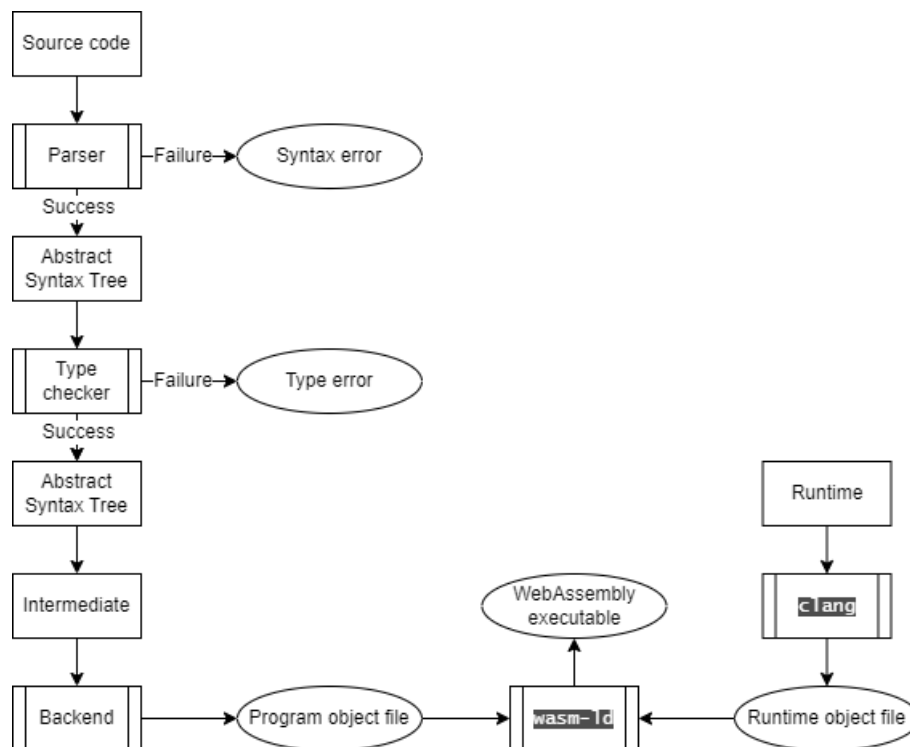 Source code
Parser
Failure
Syntax error
Success
Abstract
Syntax Tree
Type
checker
Failure
Type error
Success
Abstract
Syntax Tree
Runtime
Intermediate
WebAssembly
executable
clang
Backend
Program object file
wasm-ld
Runtime object file